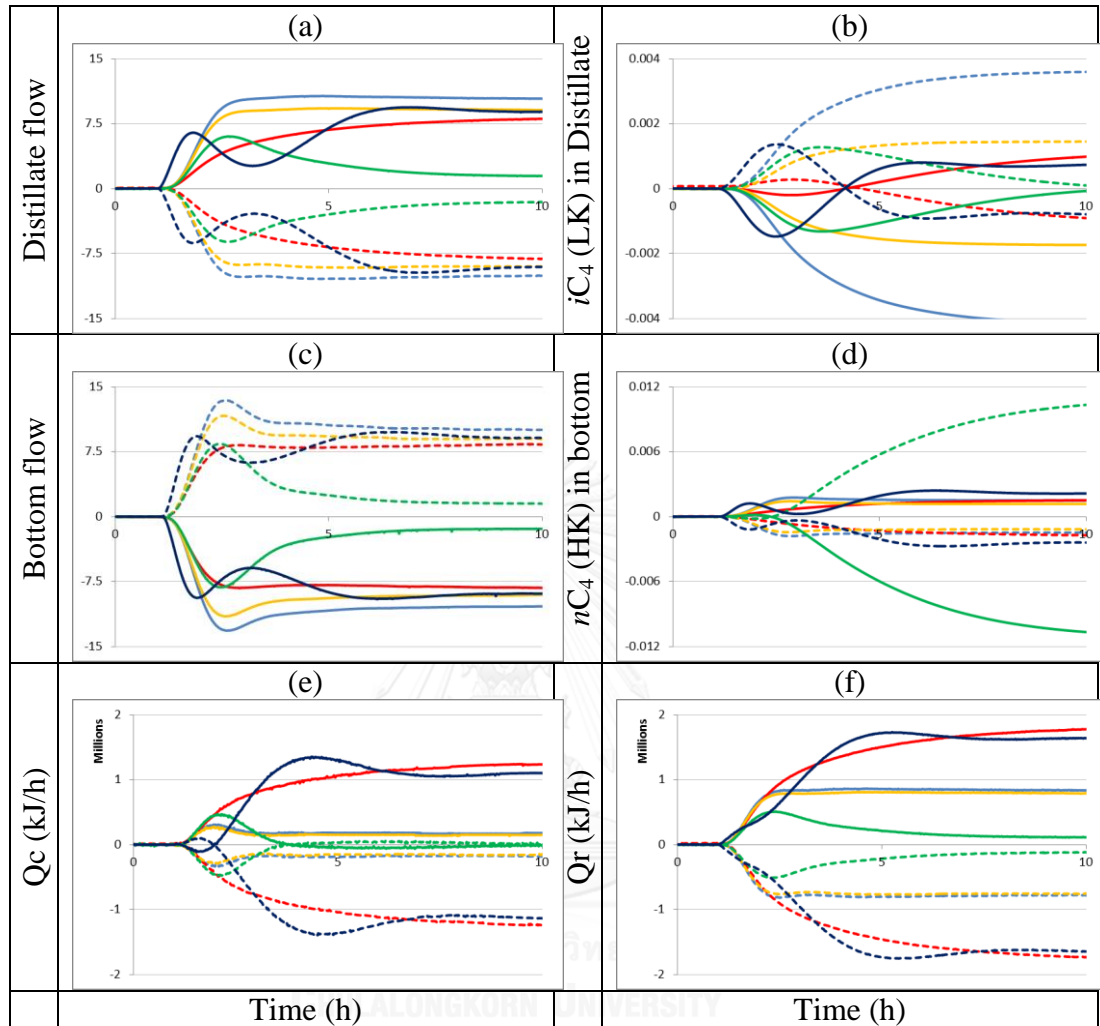 (a)
(b)
Distillate flow
15
7.5
0
-7.5
-15
0
5
10
iC4 (LK) in Distillate
0.004
0.002
0
-0.002
-0.004
0
5
10
(c)
(d)
Bottom flow
15
7.5
0
-7.5
-15
0
5
10
nC4 (HK) in bottom
0.012
0.006
0
-0.006
-0.012
0
5
10
(e)
(f)
Qc (kJ/h)
Millions
2
1
0
-1
-2
0
5
10
Qr (kJ/h)
Millions
2
1
0
-1
-2
0
5
10
Time (h)
Time (h)
UNIVERSITY